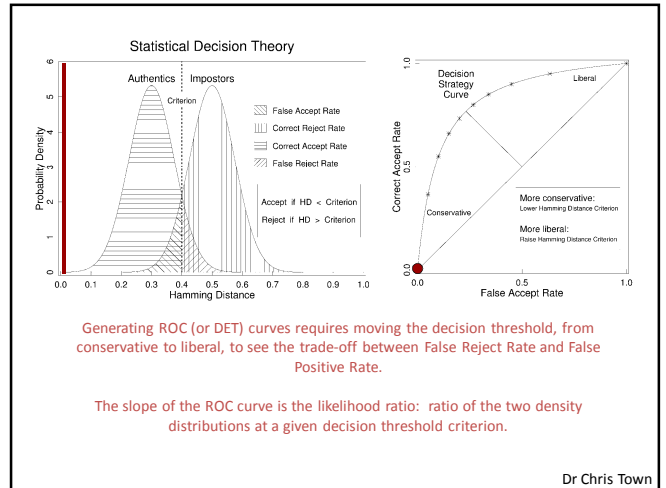 Statistical Decision Theory
Authentics
Impostors
Criterion
False Accept Rate
Correct Reject Rate
Correct Accept Rate
False Reject Rate
Accept if HD < Criterion
Reject if HD > Criterion
Probability Density
0 1 2 3 4 5 6
0.0 0.1 0.2 0.3 0.4 0.5 0.6 0.7 0.8 0.9 1.0
Hamming Distance
Decision
Strategy
Curve
Liberal
Conservative
More conservative:
Lower Hamming Distance Criterion
More liberal:
Raise Hamming Distance Criterion
Correct Accept Rate
0.0 0.5 1.0
0.0 0.5 1.0
False Accept Rate
Generating ROC (or DET) curves requires moving the decision threshold, from
conservative to liberal, to see the trade-off between False Reject Rate and False
Positive Rate.
The slope of the ROC curve is the likelihood ratio: ratio of the two density
distributions at a given decision threshold criterion.
Dr Chris Town